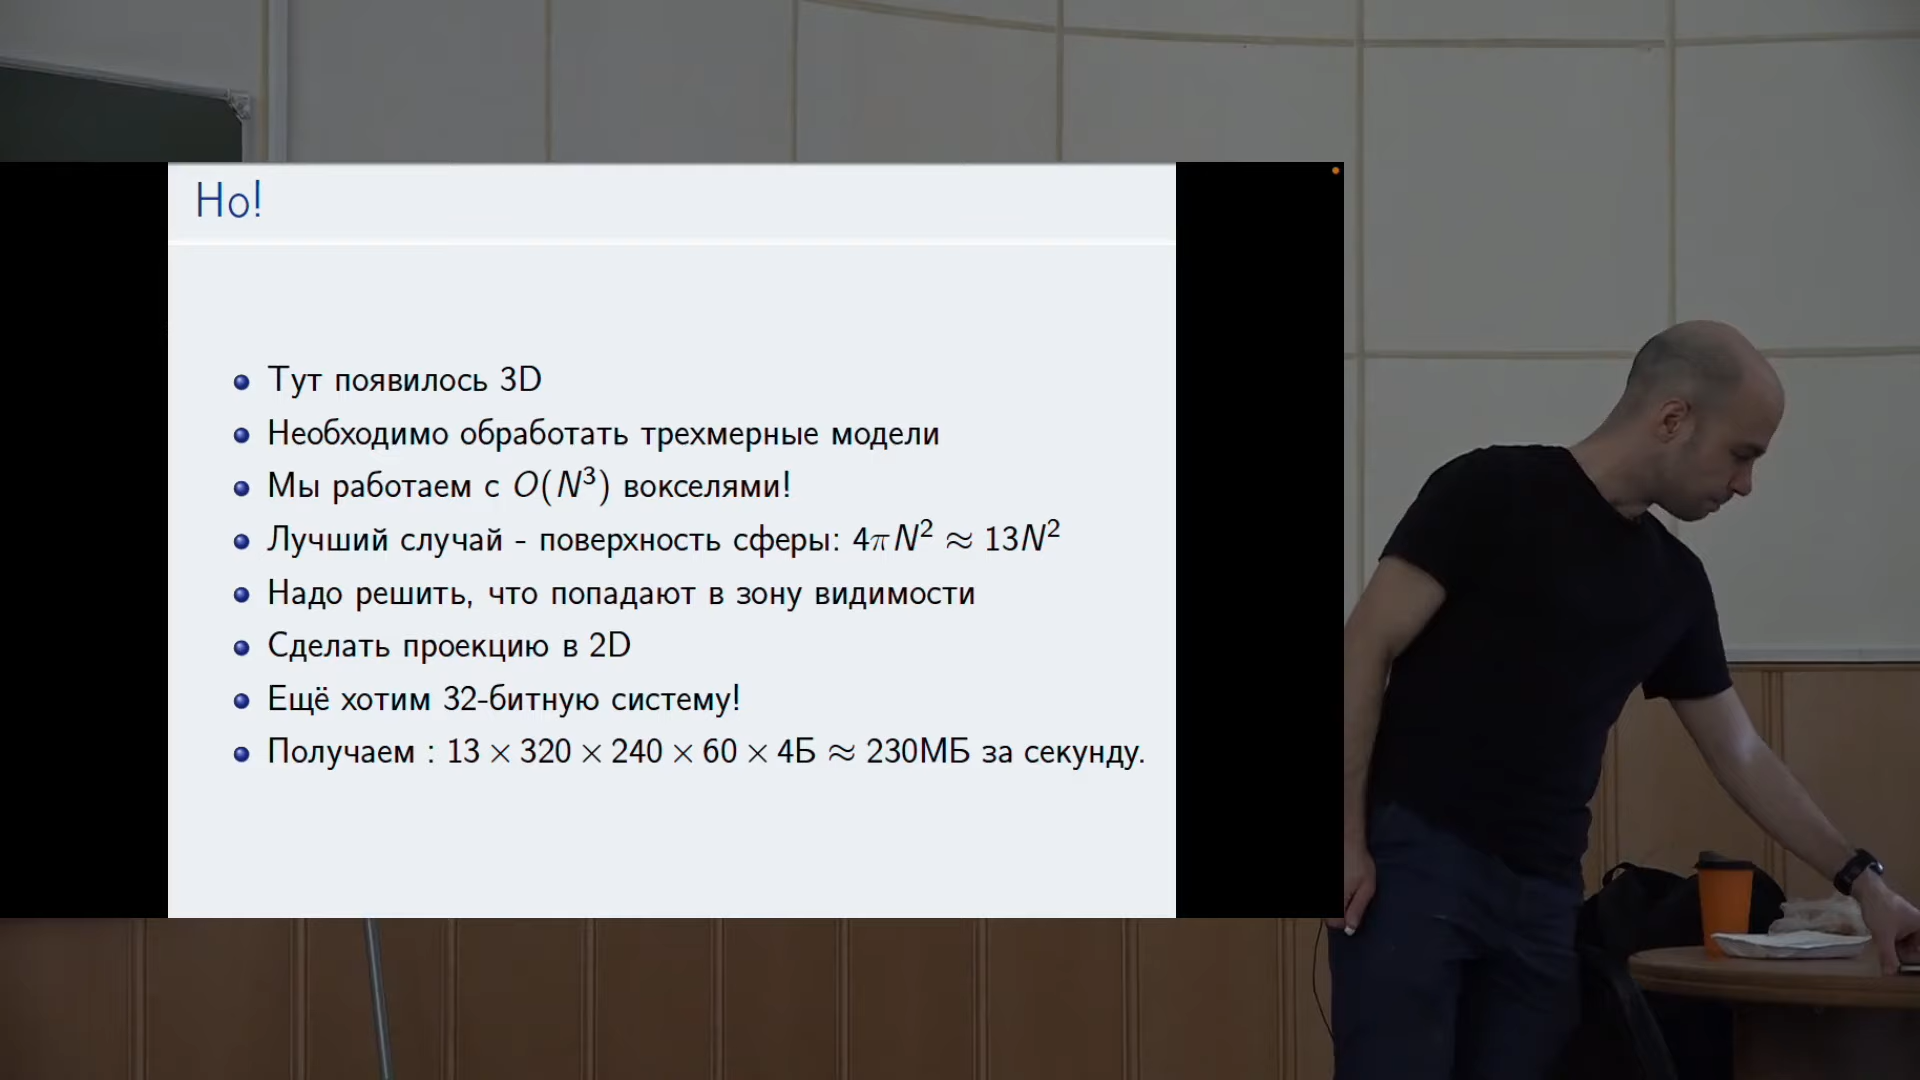 Но!
Тут появилось 3D
Необходимо обработать трехмерные модели
Мы работаем с O(N³) вокселями!
Лучший случай - поверхность сферы: 4πN² ≈ 13N²
Надо решить, что попадают в зону видимости
Сделать проекцию в 2D
Ещё хотим 32-битную систему!
Получаем : 13 × 320 × 240 × 60 × 4Б ≈ 230МБ за секунду.